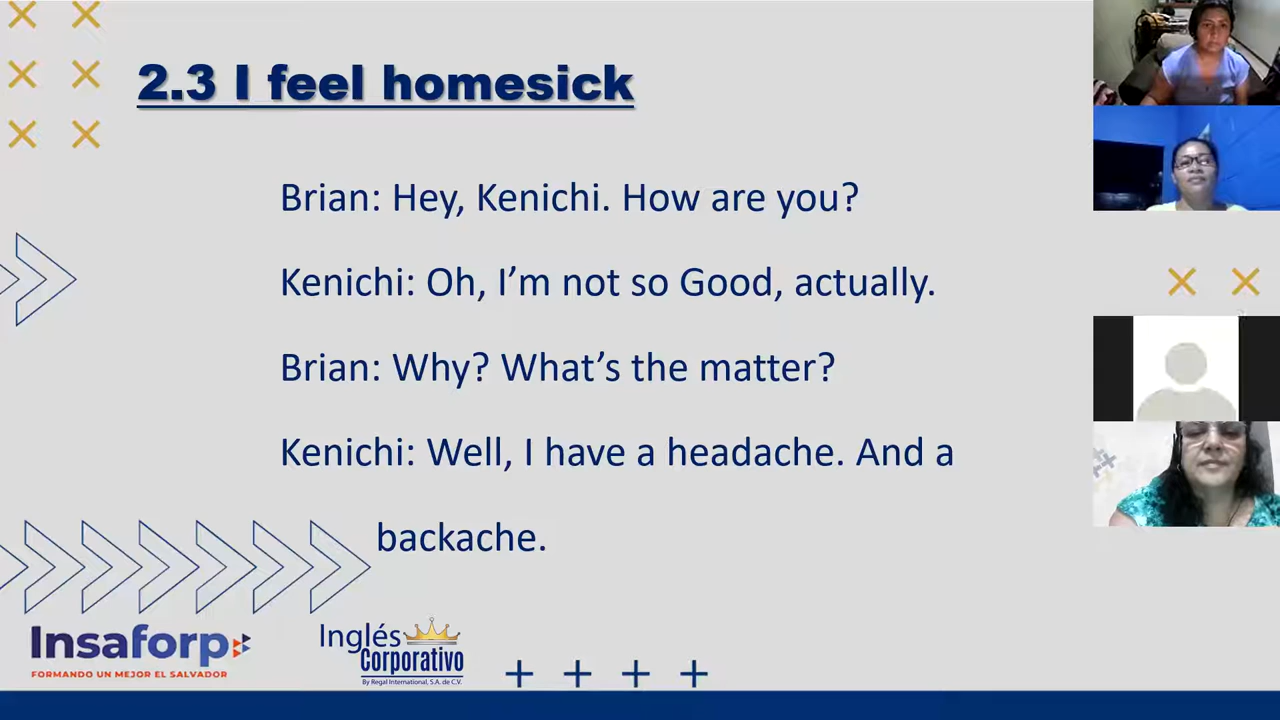 2.3 I feel homesick
Brian: Hey, Kenichi. How are you?
Kenichi: Oh, I’m not so Good, actually.
Brian: Why? What’s the matter?
Kenichi: Well, I have a headache. And a
backache.
Insaforp
FORMANDO UN MEJOR EL SALVADOR
Inglés
Corporativo
By Regal International, S.A. de C.V.